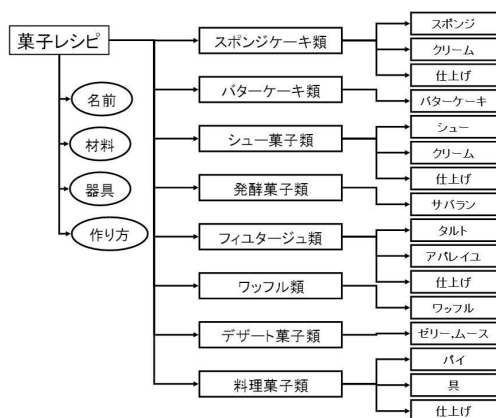 菓子レシピ
名前
材料
器具
作り方
スポンジケーキ類
バターケーキ類
シュー菓子類
発酵菓子類
フィユタージュ類
ワッフル類
デザート菓子類
料理菓子類
スポンジ
クリーム
仕上げ
バターケーキ
シュー
クリーム
仕上げ
サバラン
タルト
アパレイユ
仕上げ
ワッフル
ゼリー,ムース
パイ
具
仕上げ